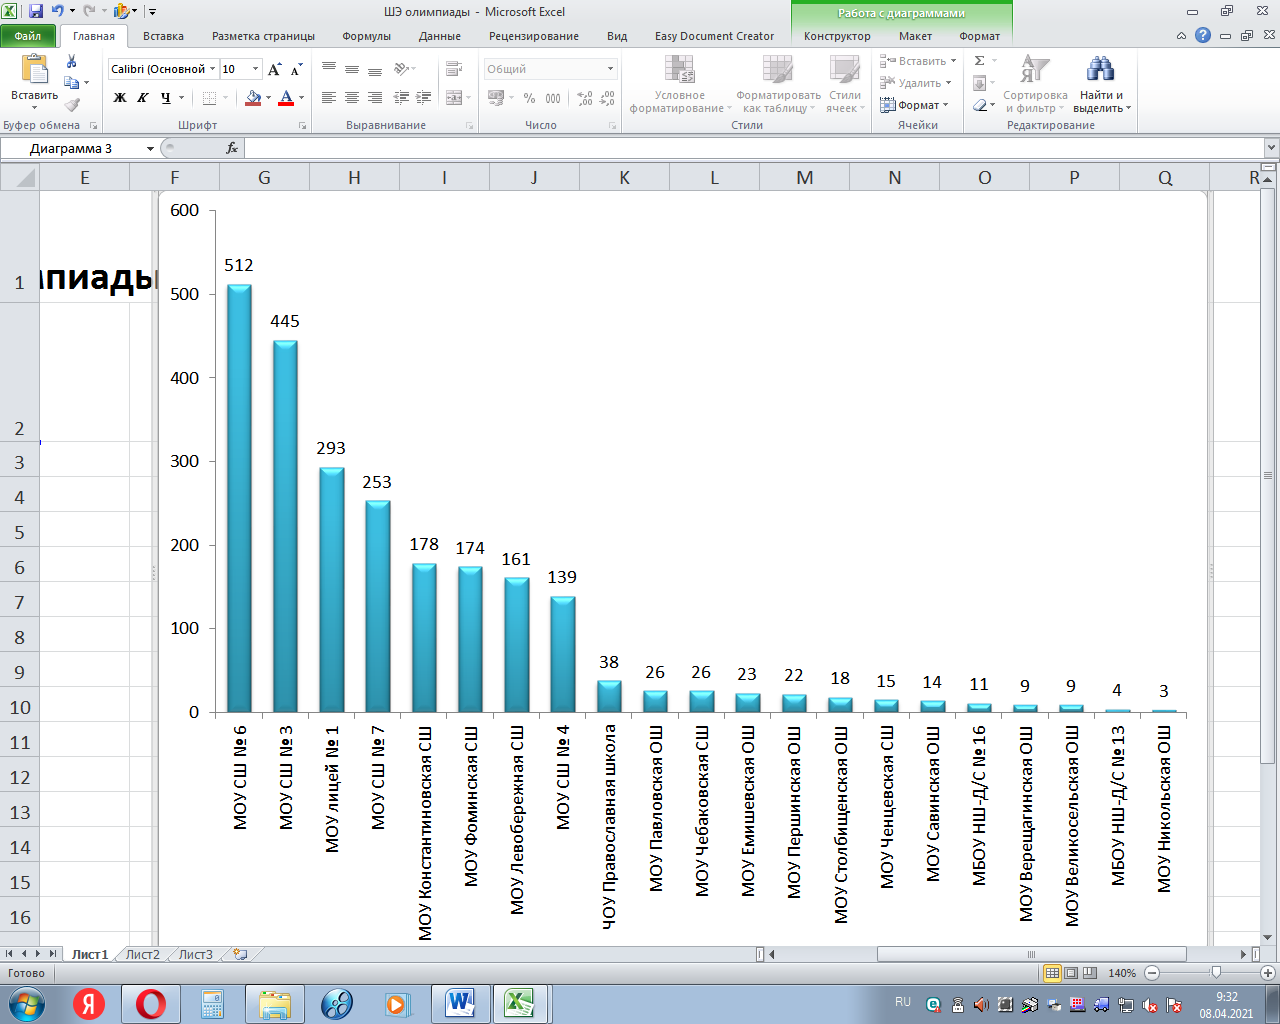 ШЭ олимпиады - Microsoft Excel
Работа с диаграммами
Файл Главная Вставка Разметка страницы Формулы Данные Рецензирование Вид Easy Document Creator Конструктор Макет Формат
Вставить
Calibri (Основной 10
Ж К Ч
Общий
% 000
Условное форматирование
Форматировать как таблицу
Стили ячеек
Вставить
Удалить
Формат
Сортировка и фильтр
Найти и выделить
Буфер обмена Шрифт Выравнивание Число Стили Ячейки Редактирование
Диаграмма 3 fx
E F G H I J K L M N O P Q R
1 2 3 4 5 6 7 8 9 10 11 12 13 14 15 16
мпиады
600
500
400
300
200
100
0
512 445 293 253 178 174 161 139 38 26 26 23 22 18 15 14 11 9 9 4 3
МОУ СШ № 6
МОУ СШ № 3
МОУ лицей № 1
МОУ СШ № 7
МОУ Константиновская СШ
МОУ Фоминская СШ
МОУ Левобережная СШ
МОУ СШ № 4
ЧОУ Православная школа
МОУ Павловская ОШ
МОУ Чебаковская СШ
МОУ Емишевская ОШ
МОУ Першинская ОШ
МОУ Столбищенская ОШ
МОУ Ченцевская СШ
МОУ Савинская ОШ
МБОУ НШ-Д/С № 16
МОУ Верещагинская ОШ
МОУ Великосельская ОШ
МБОУ НШ-Д/С № 13
МОУ Никольская ОШ
Лист1 Лист2 Лист3
Готово 140%
RU
9:32
08.04.2021